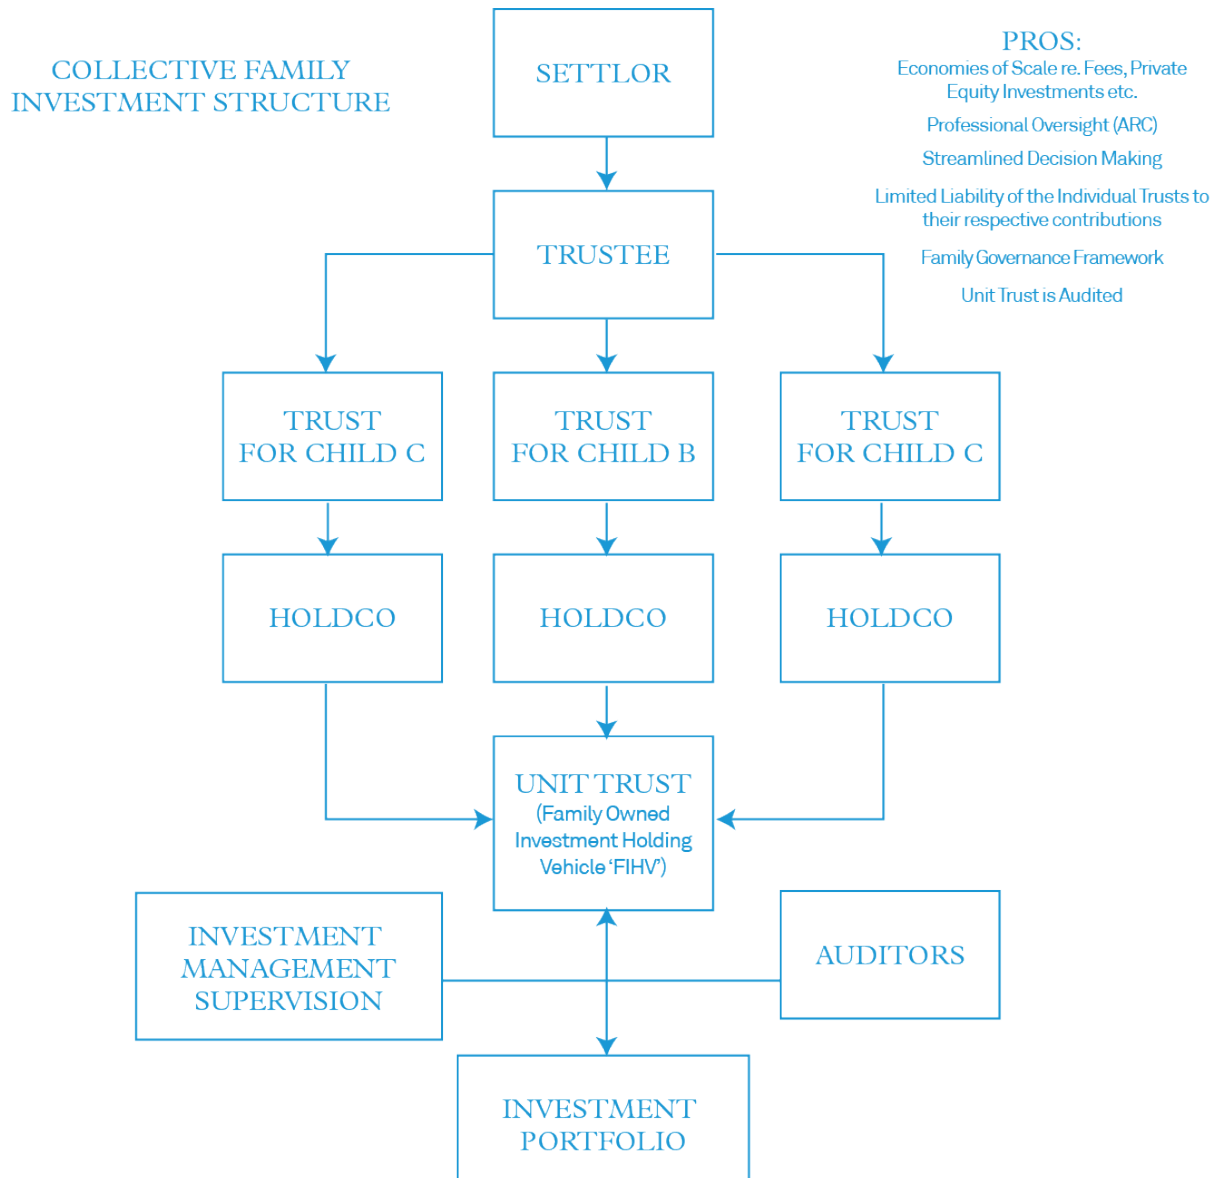 COLLECTIVE FAMILY
INVESTMENT STRUCTURE
SETTLOR
PROS:
Economies of Scale re. Fees, Private
Equity Investments etc.
Professional Oversight (ARC)
Streamlined Decision Making
Limited Liability of the Individual Trusts to
their respective contributions
Family Governance Framework
Unit Trust is Audited
TRUSTEE
TRUST
FOR CHILD C
TRUST
FOR CHILD B
TRUST
FOR CHILD C
HOLDCO
HOLDCO
HOLDCO
UNIT TRUST
(Family Owned
Investment Holding
Vehicle ‘FIHV’)
INVESTMENT
MANAGEMENT
SUPERVISION
AUDITORS
INVESTMENT
PORTFOLIO